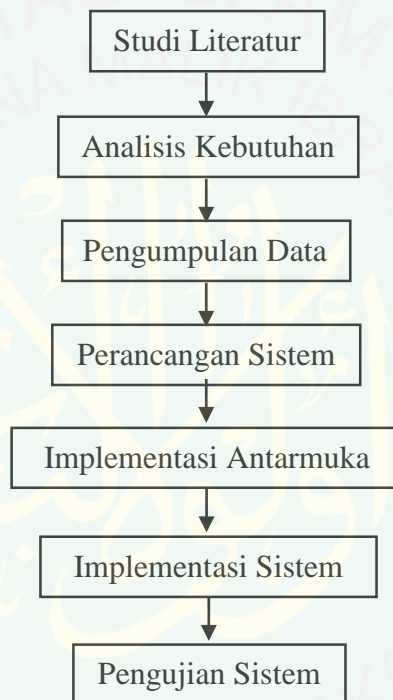 Studi Literatur
Analisis Kebutuhan
Pengumpulan Data
Perancangan Sistem
Implementasi Antarmuka
Implementasi Sistem
Pengujian Sistem